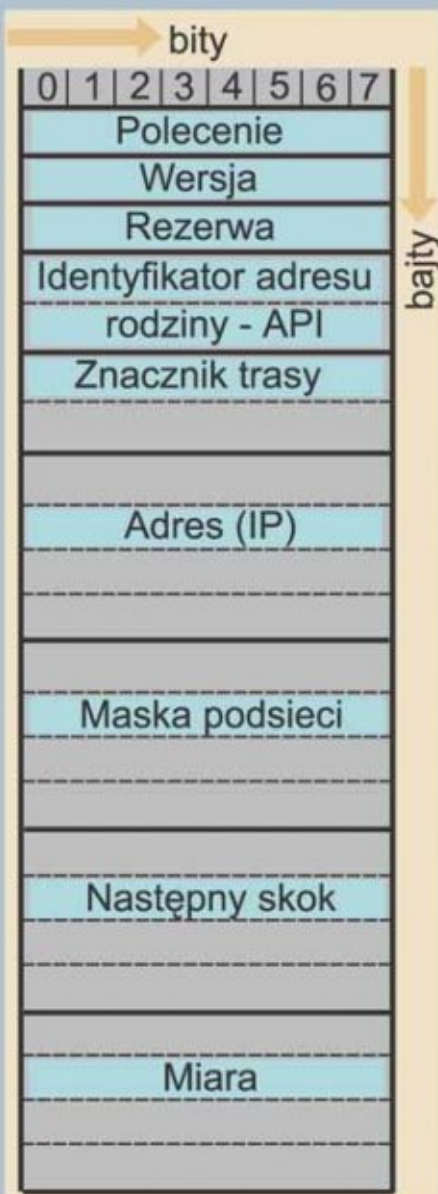 bity
0 1 2 3 4 5 6 7
bajty
Polecenie
Wersja
Rezerwa
Identyfikator adresu
rodziny - API
Znacznik trasy
Adres (IP)
Maska podsieci
Następny skok
Miara